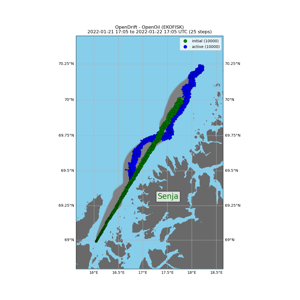 OpenDrift - OpenOil (EKOFISK)
2022-01-21 17:05 to 2022-01-22 17:05 UTC (25 steps)
initial (10000)
active (10000)
70.25°N 70.25°N
70°N 70°N
69.75°N 69.75°N
69.5°N 69.5°N
Senja
69.25°N 69.25°N
69°N 69°N
16°E 16.5°E 17°E 17.5°E 18°E 18.5°E